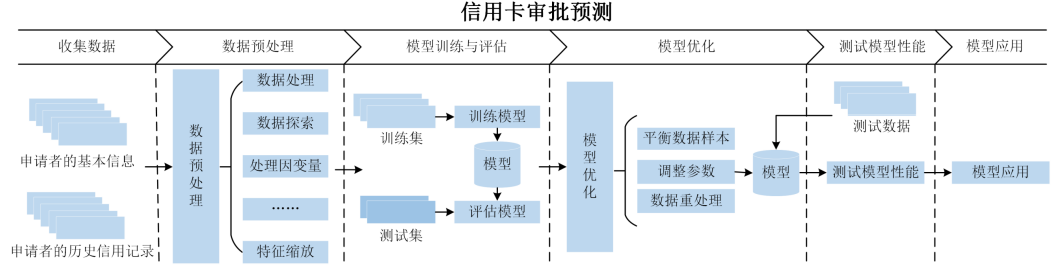 信用卡审批预测
收集数据
数据预处理
模型训练与评估
模型优化
测试模型性能
模型应用
申请者的基本信息
申请者的历史信用记录
数据预处理
数据处理
数据探索
处理因变量
……
特征缩放
训练集
训练模型
模型
测试集
评估模型
模型优化
平衡数据样本
调整参数
数据重处理
模型
测试数据
测试模型性能
模型应用